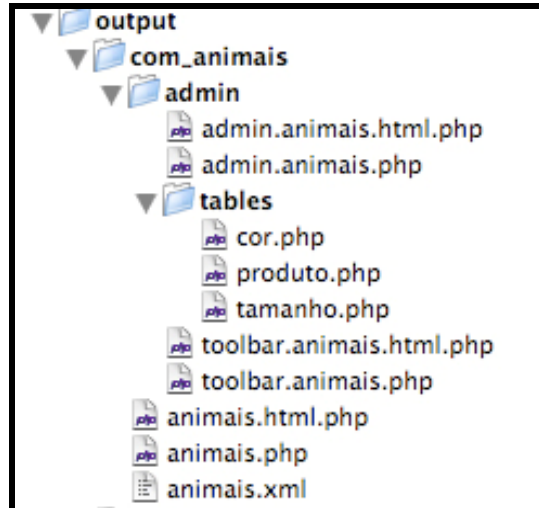 output
com_animais
admin
admin.animais.html.php
admin.animais.php
tables
cor.php
produto.php
tamanho.php
toolbar.animais.html.php
toolbar.animais.php
animais.html.php
animais.php
animais.xml